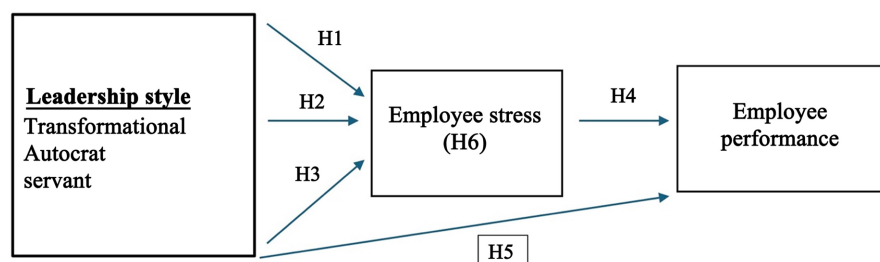 Leadership style
Transformational
Autocrat
servant
H1
H2
H3
Employee stress
(H6)
H4
Employee
performance
H5